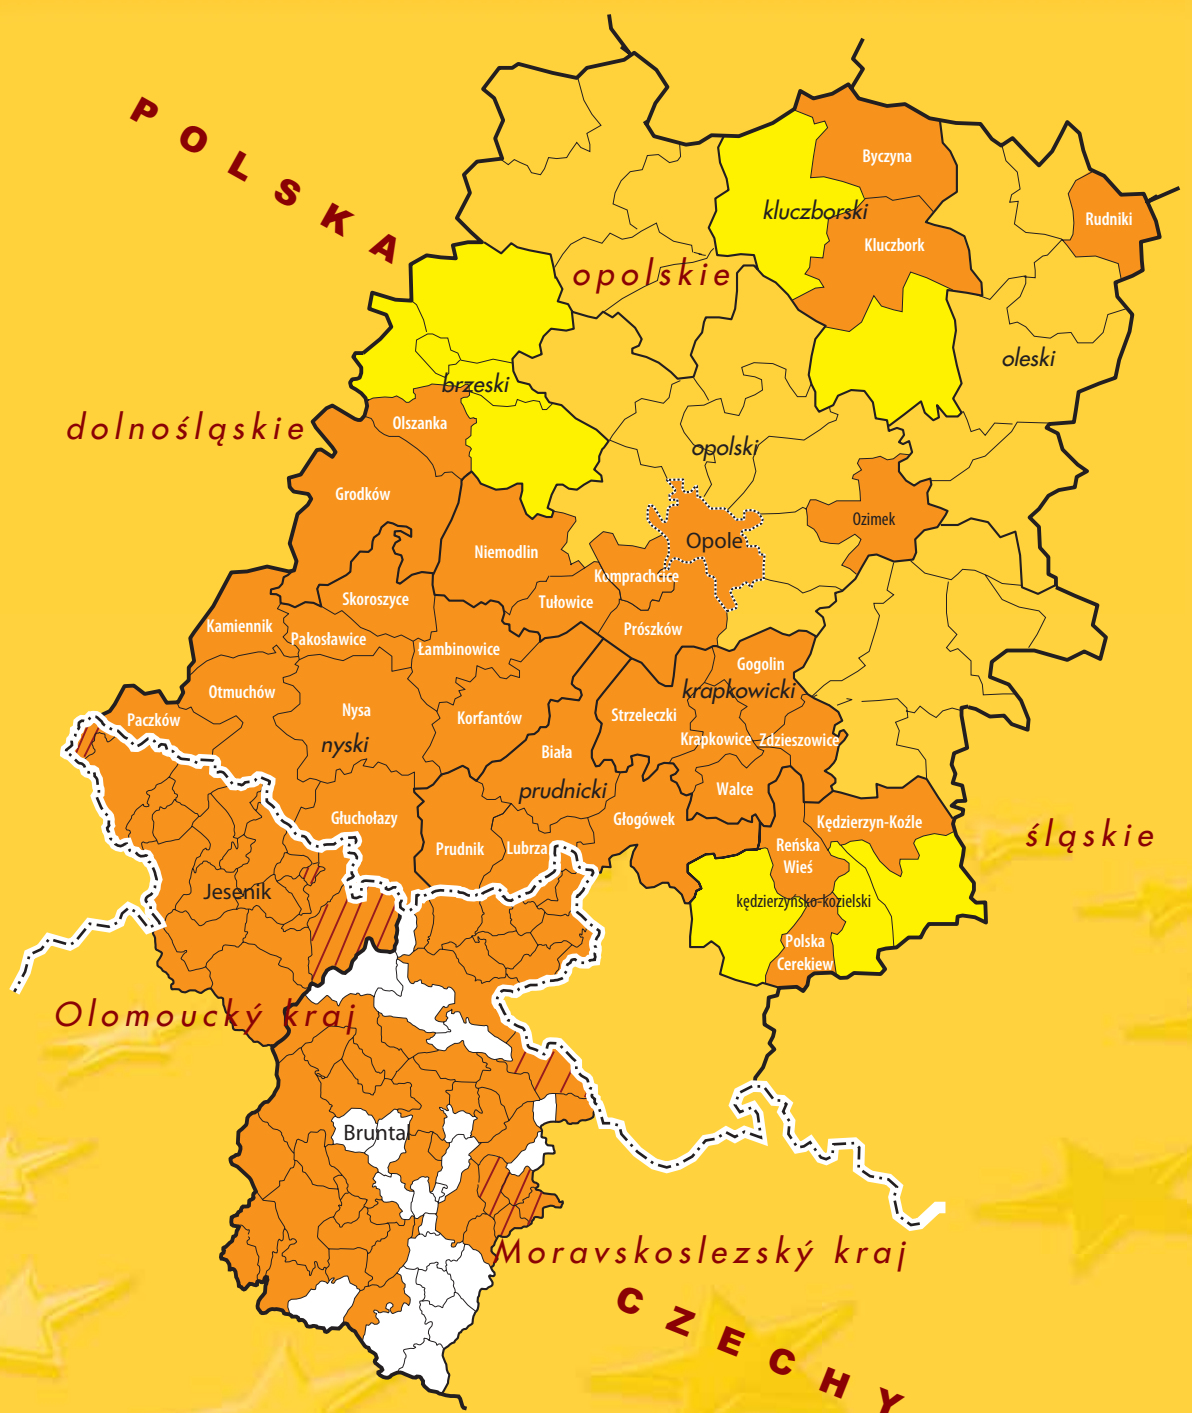 POLSKA
Byczyna
kluczborski
Rudniki
Kluczbork
opolskie
oleski
brzeski
dolnośląskie
Olszanka
opolski
Grodków
Ozimek
Opole
Niemodlin
Komprachcice
Skoroszyce
Tułowice
Kamiennik
Prószków
Pakosławice
Łambinowice
Gogolin
Otmuchów
krapkowicki
Nysa
Strzeleczki
Paczków
Korfantów
Krapkowice
Zdzieszowice
nyski
Biała
prudnicki
Walce
Głuchołazy
Głogówek
Kędzierzyn-Koźle
śląskie
Prudnik
Lubrza
Reńska
Wieś
Jesenik
kędzierzyńsko-kozielski
Polska
Cerekiew
Olomoucký kraj
Bruntal
Moravskoslezský kraj
CZECHY